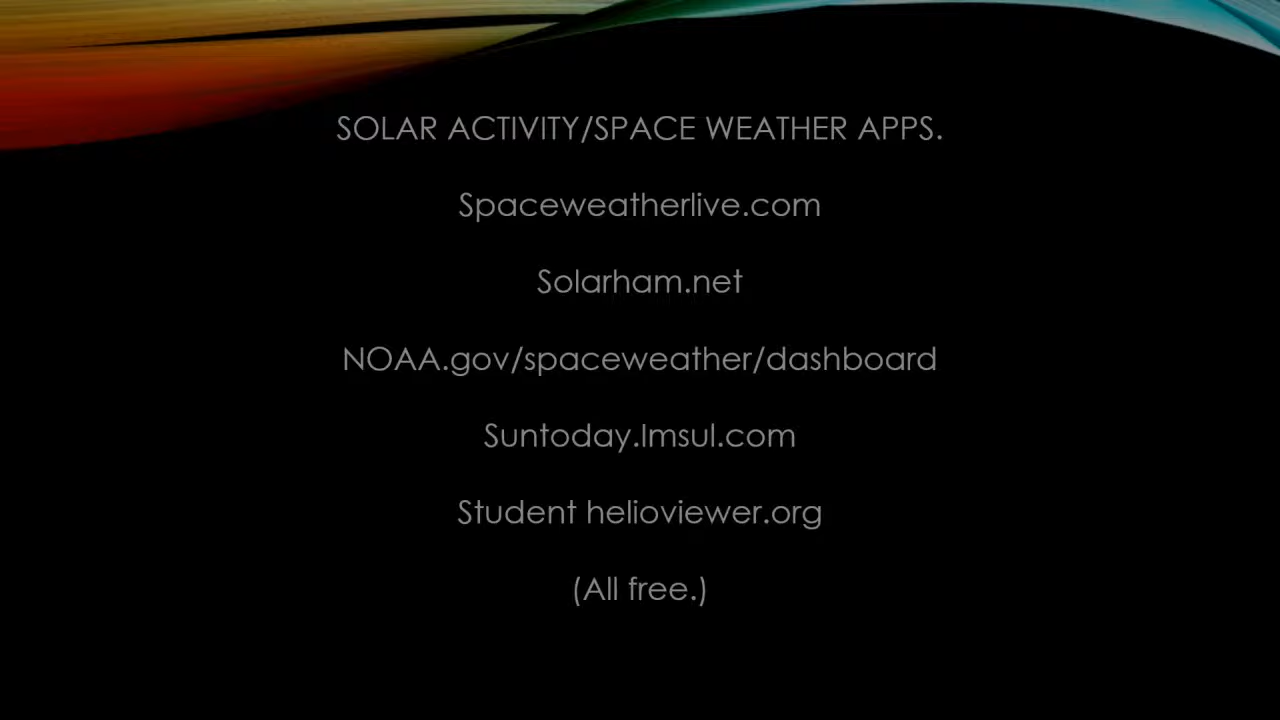 SOLAR ACTIVITY/SPACE WEATHER APPS.
Spaceweatherlive.com
Solarham.net
NOAA.gov/spaceweather/dashboard
Suntoday.lmsul.com
Student helioviewer.org
(All free.)